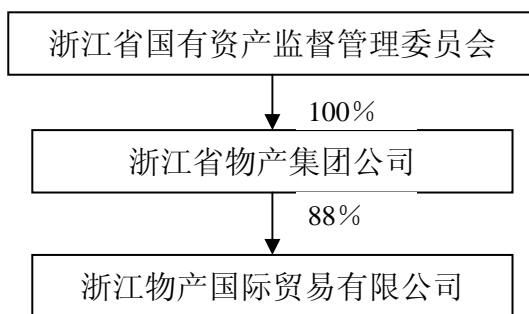 浙江省国有资产监督管理委员会
100％
浙江省物产集团公司
88％
浙江物产国际贸易有限公司